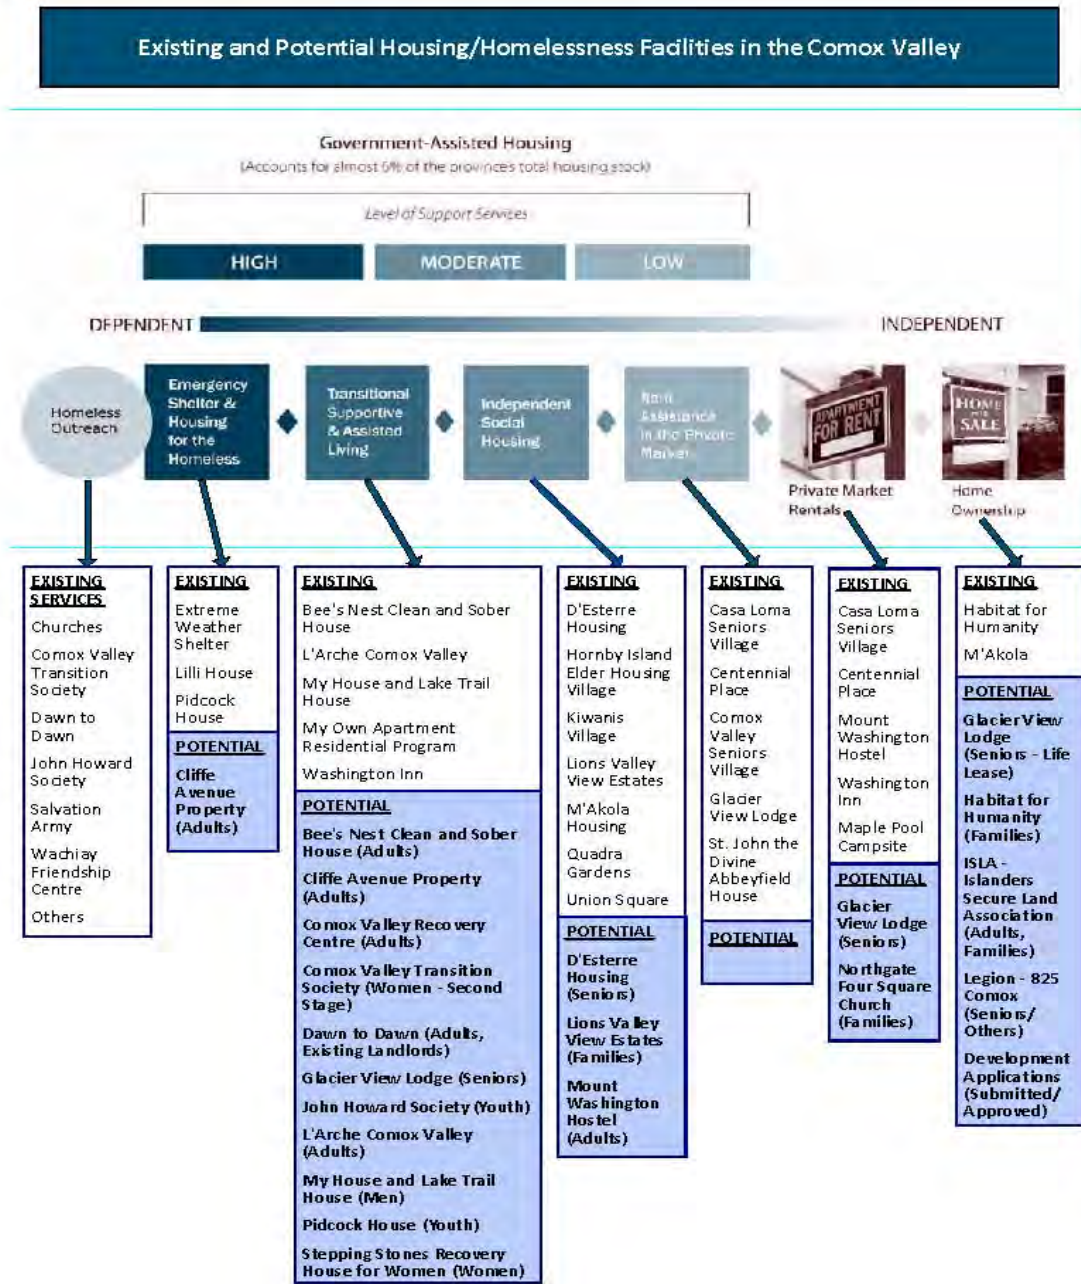 Existing and Potential Housing/Homelessness Facilities in the Comox Valley
Government-Assisted Housing
(Accounts for almost 6% of the provinces total housing stock)
Level of Support Services
HIGH
MODERATE
LOW
DEPENDENT
INDEPENDENT
Homeless
Outreach
Emergency
Shelter &
Housing
for the
Homeless
Transitional
Supportive
& Assisted
Living
Independent
Social
Housing
Rent
Assistance
in the Private
Market
APARTMENT
FOR RENT
HOME
FOR
SALE
Private Market
Rentals
Home
Ownership
EXISTING
SERVICES
Churches
Comox Valley
Transition
Society
Dawn to
Dawn
John Howard
Society
Salvation
Army
Wachiay
Friendship
Centre
Others
EXISTING
Extreme
Weather
Shelter
Lilli House
Pidcock
House
POTENTIAL
Cliffe
Avenue
Property
(Adults)
EXISTING
Bee's Nest Clean and Sober
House
L'Arche Comox Valley
My House and Lake Trail
House
My Own Apartment
Residential Program
Washington Inn
POTENTIAL
Bee's Nest Clean and Sober
House (Adults)
Cliffe Avenue Property
(Adults)
Comox Valley Recovery
Centre (Adults)
Comox Valley Transition
Society (Women - Second
Stage)
Dawn to Dawn (Adults,
Existing Landlords)
Glacier View Lodge (Seniors)
John Howard Society (Youth)
L'Arche Comox Valley
(Adults)
My House and Lake Trail
House (Men)
Pidcock House (Youth)
Stepping Stones Recovery
House for Women (Women)
EXISTING
D'Esterre
Housing
Hornby Island
Elder Housing
Village
Kiwanis
Village
Lions Valley
View Estates
M'Akola
Housing
Quadra
Gardens
Union Square
POTENTIAL
D'Esterre
Housing
(Seniors)
Lions Valley
View Estates
(Families)
Mount
Washington
Hostel
(Adults)
EXISTING
Casa Loma
Seniors
Village
Centennial
Place
Comox
Valley
Seniors
Village
Glacier
View Lodge
St. John the
Divine
Abbeyfield
House
POTENTIAL
EXISTING
Casa Loma
Seniors
Village
Centennial
Place
Mount
Washington
Hostel
Washington
Inn
Maple Pool
Campsite
POTENTIAL
Glacier
View Lodge
(Seniors)
Northgate
Four Square
Church
(Families)
EXISTING
Habitat for
Humanity
M'Akola
POTENTIAL
Glacier View
Lodge
(Seniors - Life
Lease)
Habitat for
Humanity
(Families)
ISLA -
Islanders
Secure Land
Association
(Adults,
Families)
Legion - 825
Comox
(Seniors/
Others)
Development
Applications
(Submitted/
Approved)